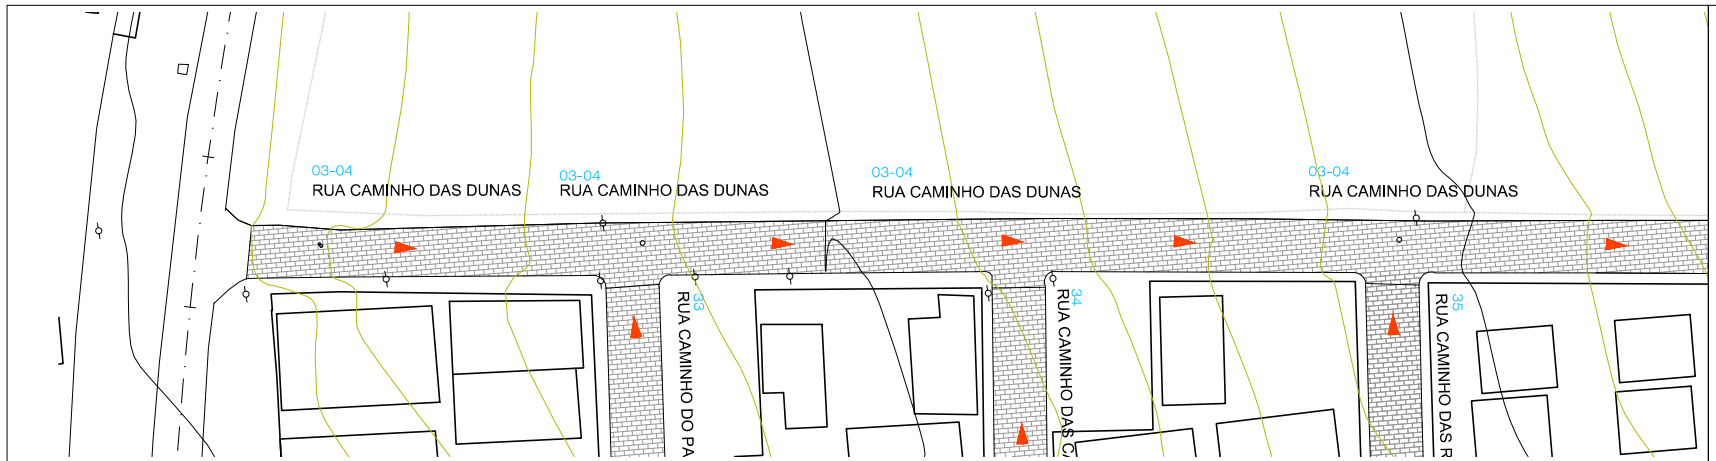 03-04
RUA CAMINHO DAS DUNAS
03-04
RUA CAMINHO DAS DUNAS
03-04
RUA CAMINHO DAS DUNAS
03-04
RUA CAMINHO DAS DUNAS
33
RUA CAMINHO DO PA
34
RUA CAMINHO DAS CA
35
RUA CAMINHO DAS R